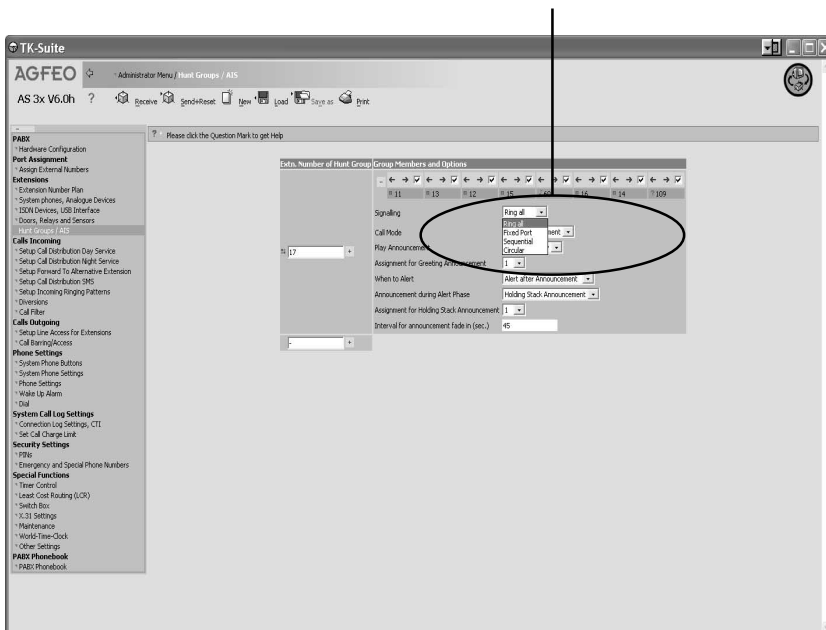 TK-Suite
AGFEO
Administrator Menu / Hunt Groups / AIS
AS 3x V6.0h ? Receive Send+Reset New Load Save as Print
? Please click the Question Mark to get Help
PABX
Hardware Configuration
Port Assignment
Assign External Numbers
Extensions
Extension Number Plan
System phones, Analogue Devices
ISDN Devices, USB Interface
Doors, Relays and Sensors
Hunt Groups / AIS
Calls Incoming
Setup Call Distribution Day Service
Setup Call Distribution Night Service
Setup Forward To Alternative Extension
Setup Call Distribution SMS
Setup Incoming Ringing Patterns
Diversions
Call Filter
Calls Outgoing
Setup Line Access for Extensions
Call Barring/Access
Phone Settings
System Phone Buttons
System Phone Settings
Phone Settings
Wake Up Alarm
Dial
System Call Log Settings
Connection Log Settings, CTI
Set Call Charge Limit
Security Settings
PINs
Emergency and Special Phone Numbers
Special Functions
Timer Control
Least Cost Routing (LCR)
Switch Box
X.31 Settings
Maintenance
World-Time-Clock
Other Settings
PABX Phonebook
PABX Phonebook
Extn. Number of Hunt Group Group Members and Options
11 13 12 15 16 14 109
17 +
- +
Signalling Ring all
Ring all
Fixed Port
Sequential
Circular
Call Mode ment
Play Announcement
Assignment for Greeting Announcement 1
When to Alert Alert after Announcement
Announcement during Alert Phase Holding Stack Announcement
Assignment for Holding Stack Announcement 1
Interval for announcement fade in (sec.) 45